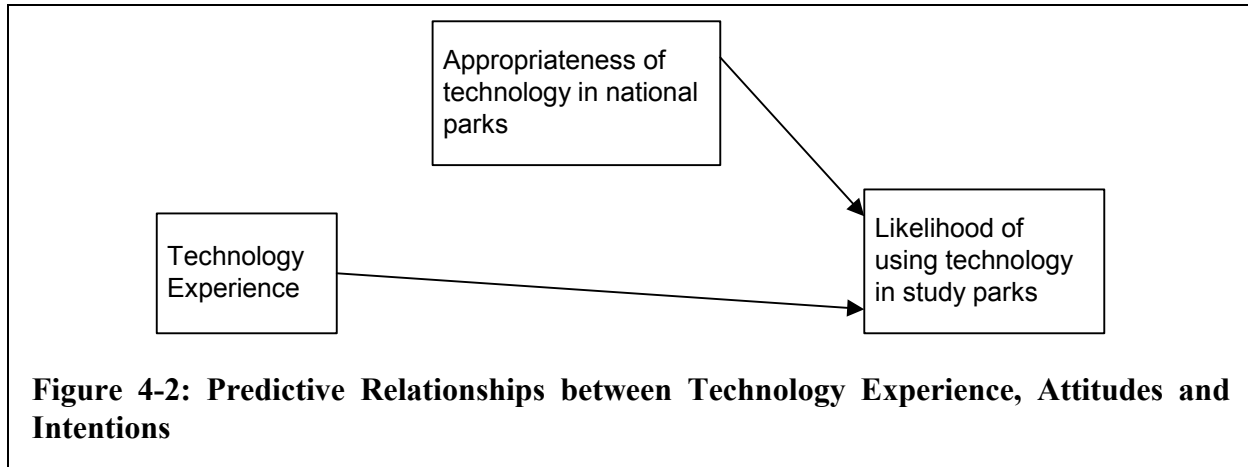 Appropriateness of
technology in national
parks
Technology
Experience
Likelihood of
using technology
in study parks
Figure 4-2: Predictive Relationships between Technology Experience, Attitudes and
Intentions